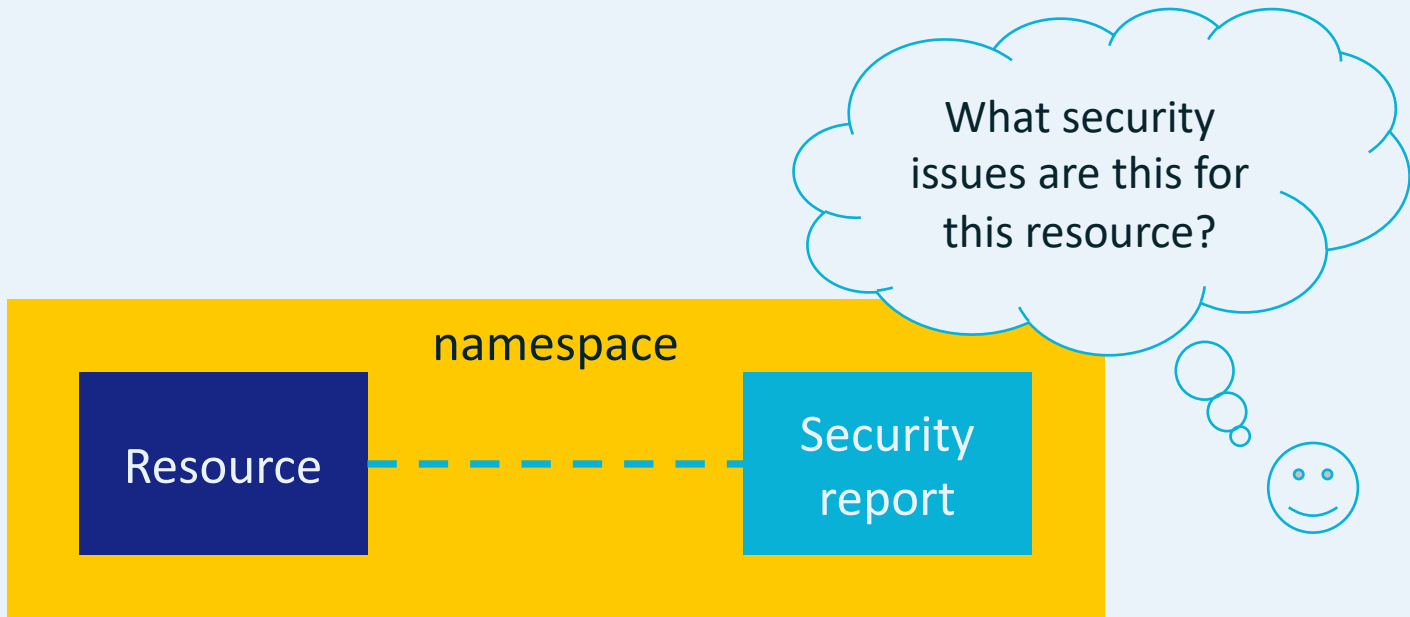 What security
issues are this for
this resource?
namespace
Resource
Security
report